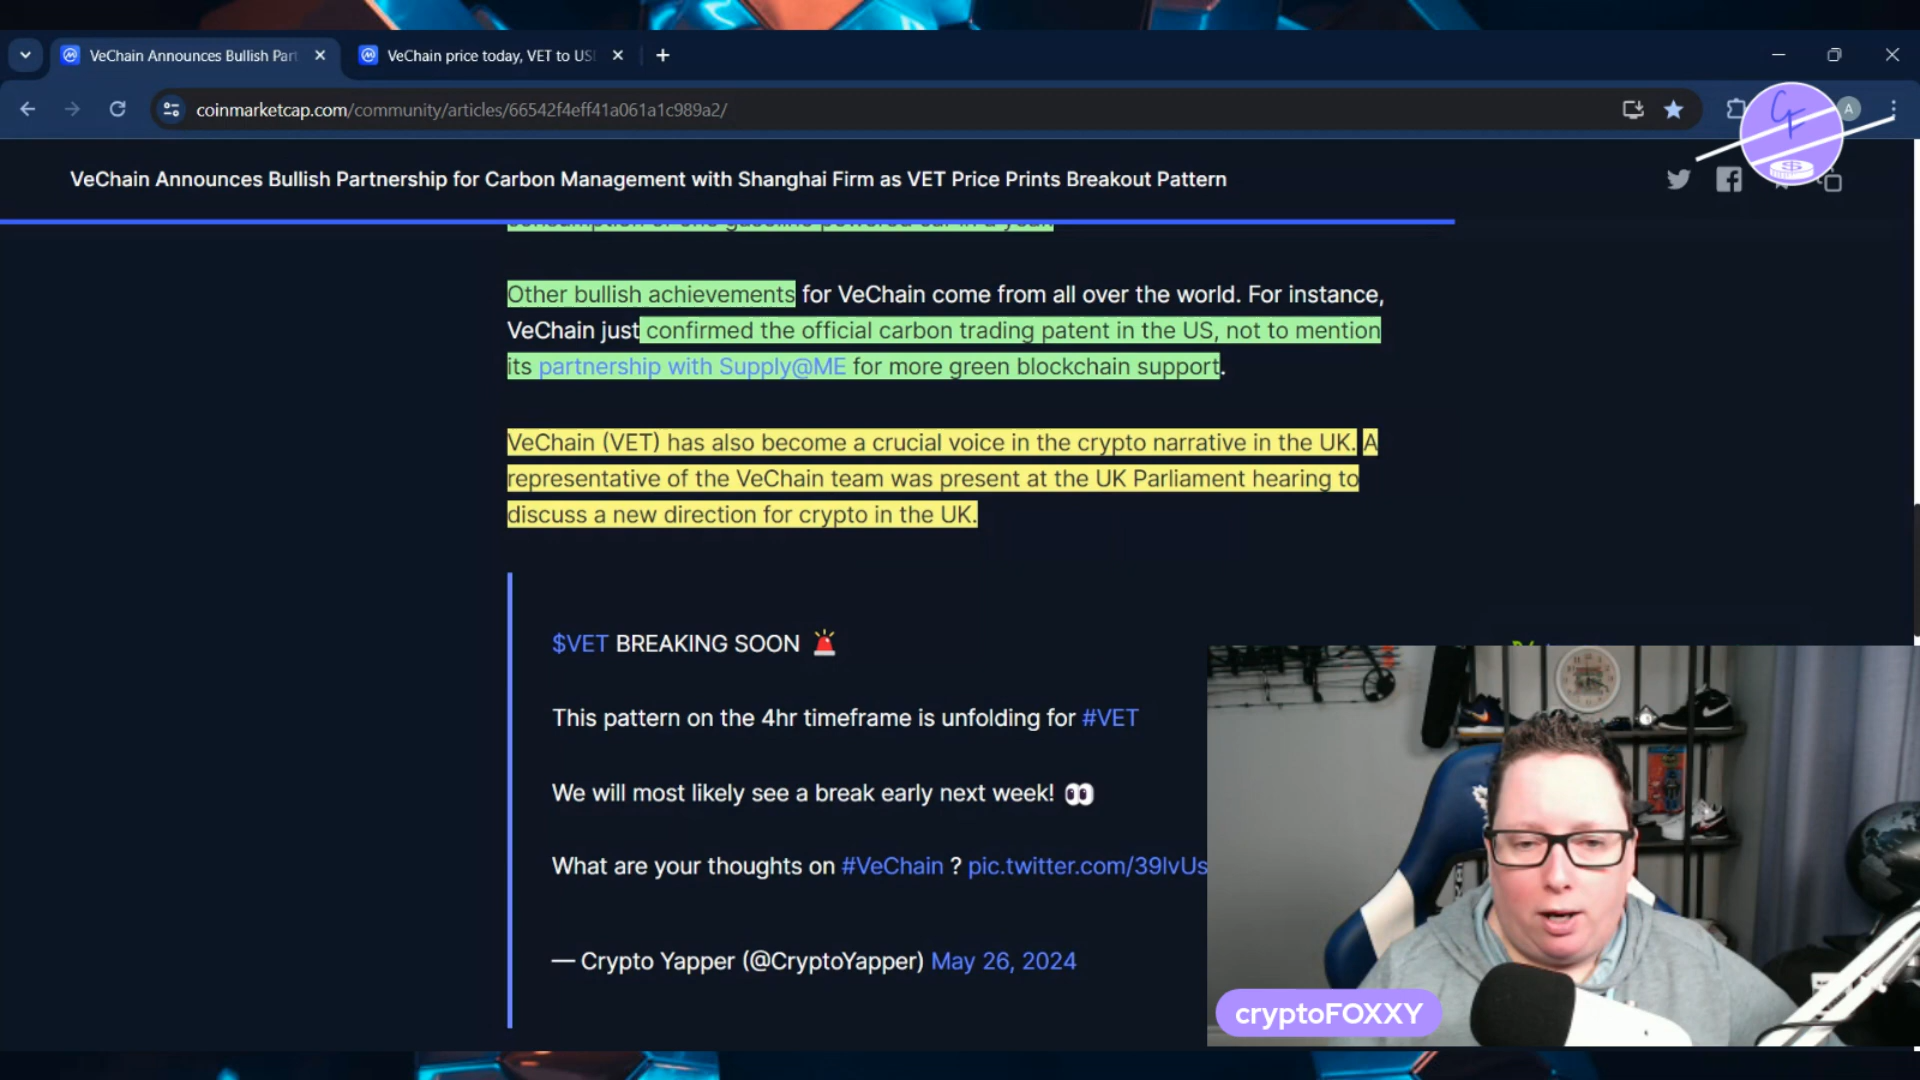 VeChain Announces Bullish Part
VeChain price today, VET to US
coinmarketcap.com/community/articles/66542f4eff41a061a1c989a2/
A
VeChain Announces Bullish Partnership for Carbon Management with Shanghai Firm as VET Price Prints Breakout Pattern
consumption of one gasoline-powered car in a year.
Other bullish achievements for VeChain come from all over the world. For instance,
VeChain just confirmed the official carbon trading patent in the US, not to mention
its partnership with Supply@ME for more green blockchain support.
VeChain (VET) has also become a crucial voice in the crypto narrative in the UK. A
representative of the VeChain team was present at the UK Parliament hearing to
discuss a new direction for crypto in the UK.
$VET BREAKING SOON 🚨
This pattern on the 4hr timeframe is unfolding for #VET
We will most likely see a break early next week! 👀
What are your thoughts on #VeChain ? pic.twitter.com/39lvUs
— Crypto Yapper (@CryptoYapper) May 26, 2024
cryptoFOXXY